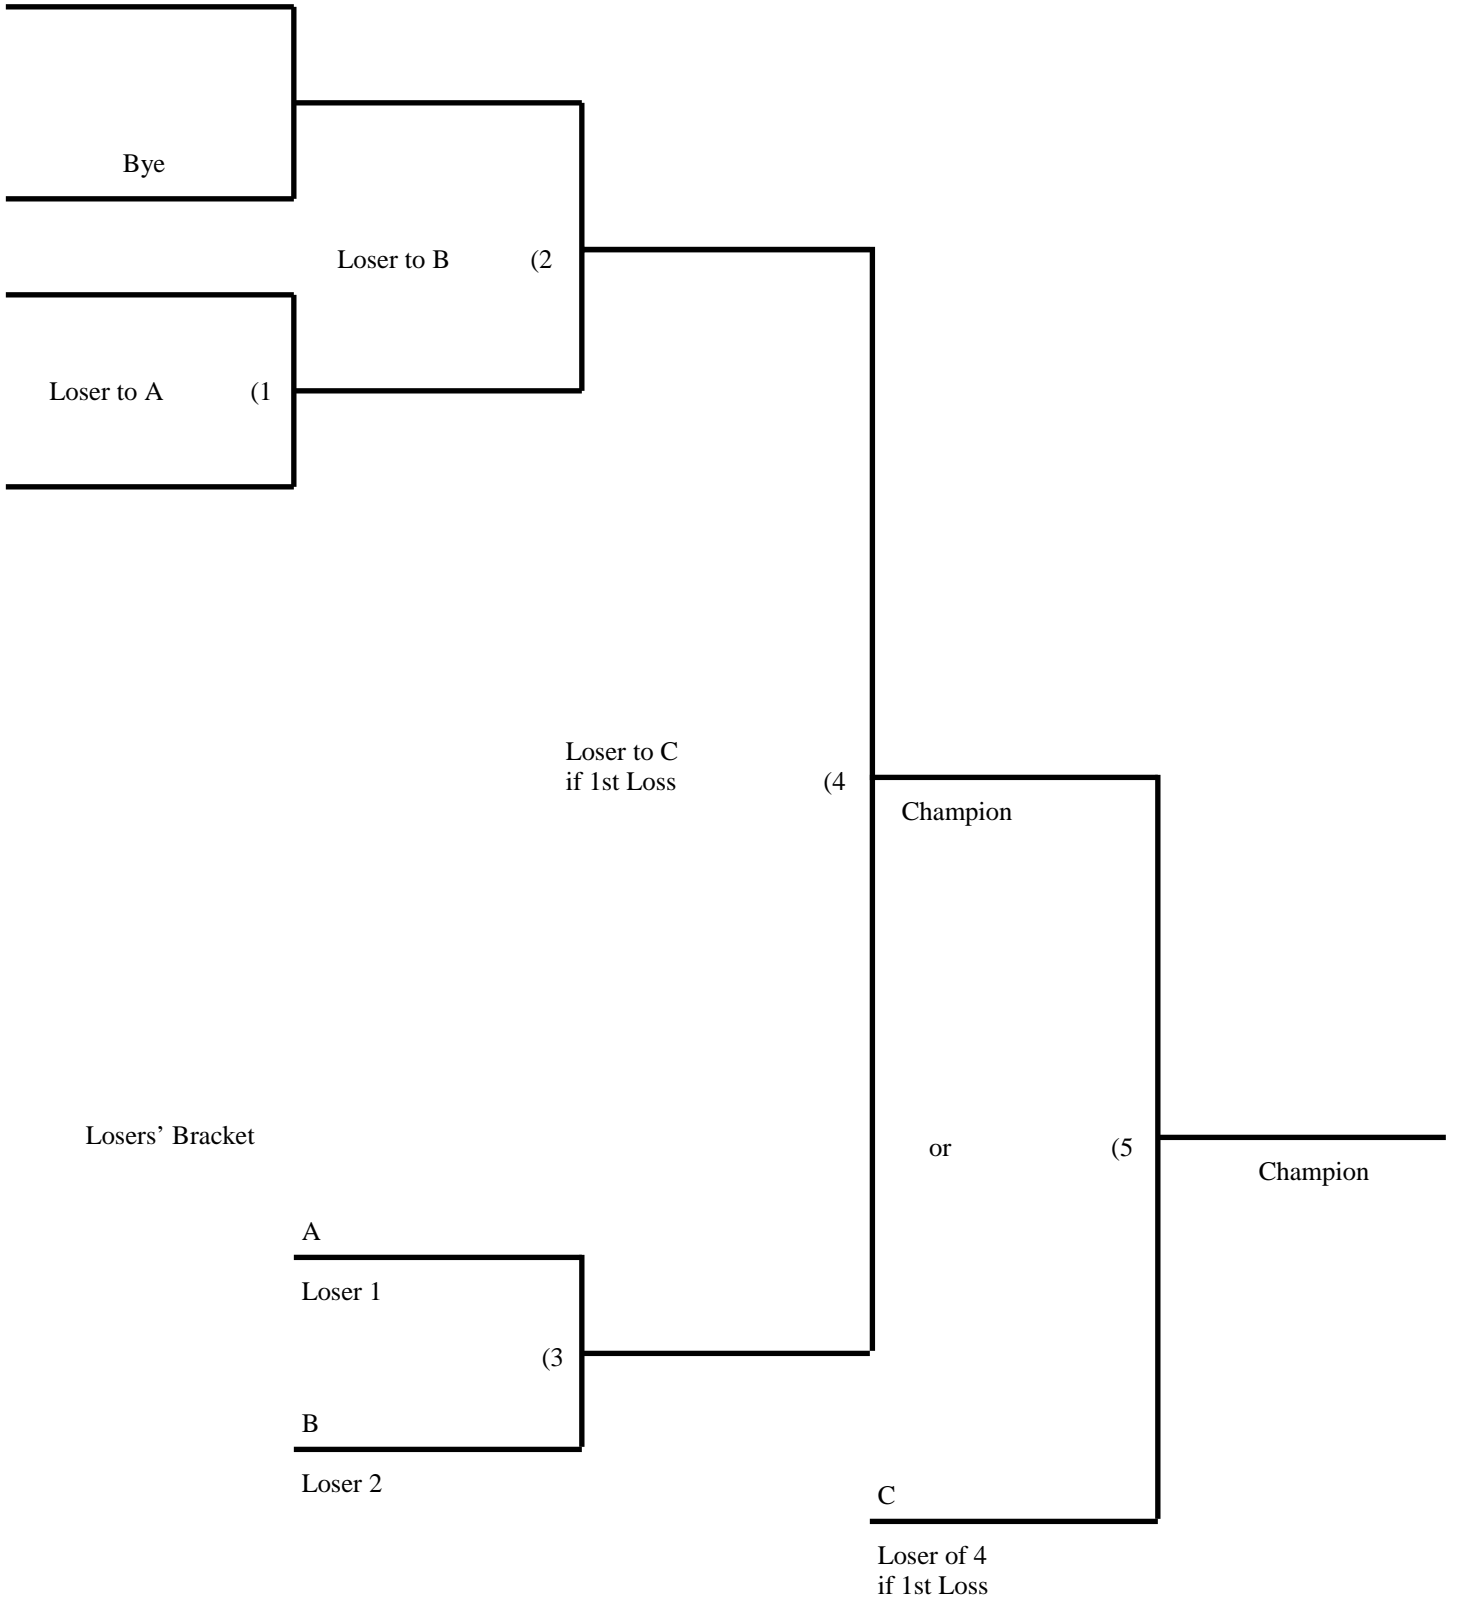 Bye
Loser to B (2
Loser to A (1
Loser to C
if 1st Loss (4
Champion
Losers’ Bracket
or (5
Champion
A
Loser 1
(3
B
Loser 2
C
Loser of 4
if 1st Loss